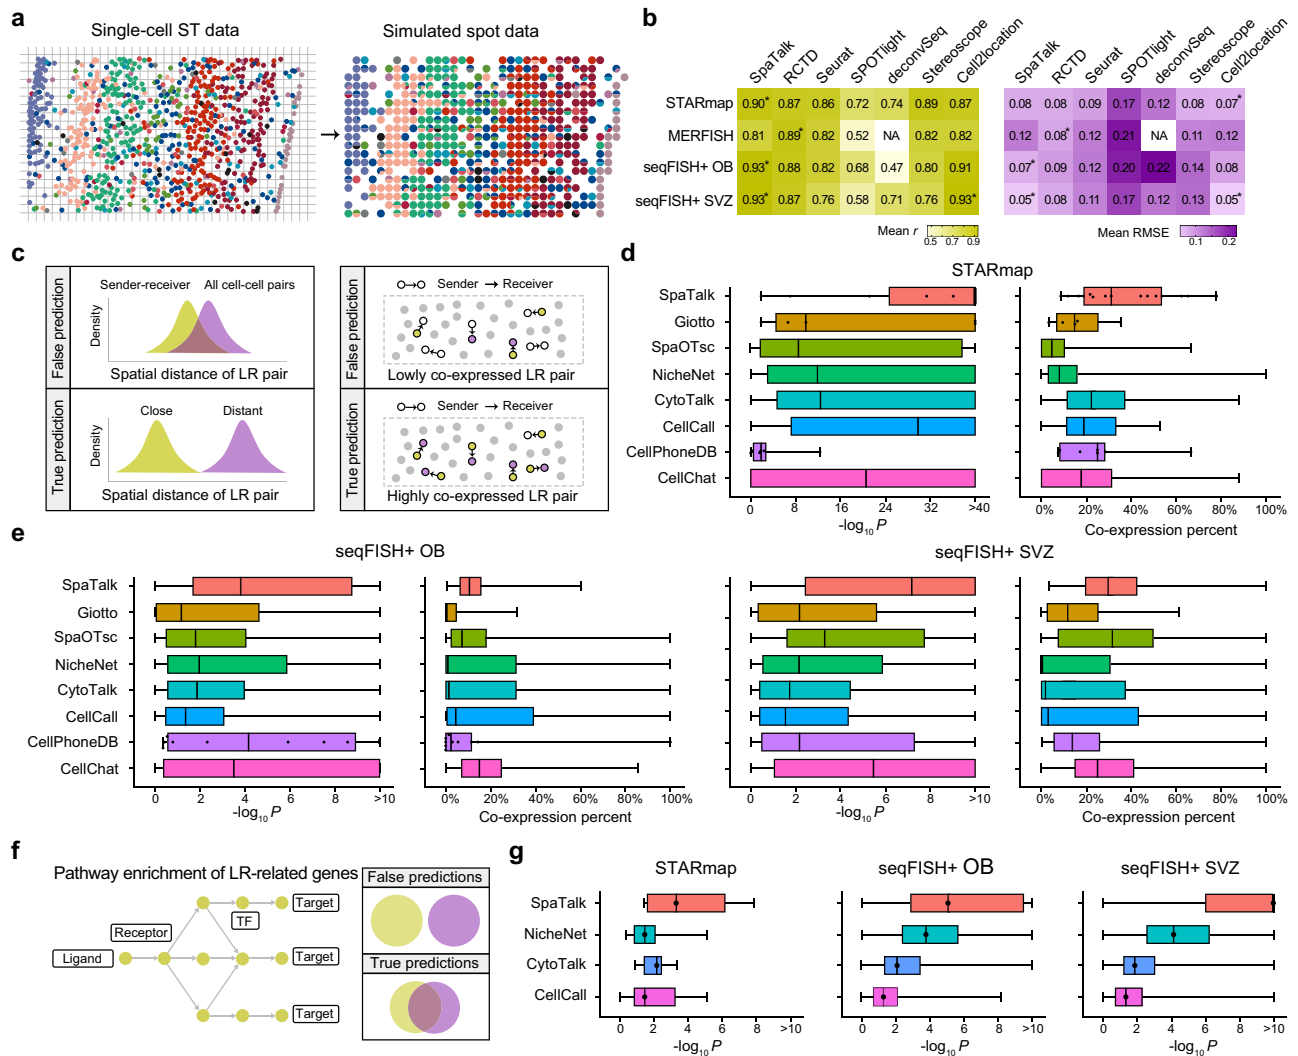 a
Single-cell ST data
Simulated spot data
b
SpaTalk RCTD Seurat SPOTlight deconvSeq Stereoscope Cell2location
SpaTalk RCTD Seurat SPOTlight deconvSeq Stereoscope Cell2location
STARmap 0.90* 0.87 0.86 0.72 0.74 0.89 0.87 0.08 0.08 0.09 0.17 0.12 0.08 0.07*
MERFISH 0.81 0.89* 0.82 0.52 NA 0.82 0.82 0.12 0.08* 0.12 0.21 NA 0.11 0.12
seqFISH+ OB 0.93* 0.88 0.82 0.68 0.47 0.80 0.91 0.07* 0.09 0.12 0.20 0.22 0.14 0.08
seqFISH+ SVZ 0.93* 0.87 0.76 0.58 0.71 0.76 0.93* 0.05* 0.08 0.11 0.17 0.12 0.13 0.05*
Mean r
0.5 0.7 0.9
Mean RMSE
0.1 0.2
c
False prediction
Sender-receiver All cell-cell pairs
Density
Spatial distance of LR pair
True prediction
Close Distant
Density
Spatial distance of LR pair
False prediction
Sender → Receiver
Lowly co-expressed LR pair
True prediction
Sender → Receiver
Highly co-expressed LR pair
d
STARmap
SpaTalk
Giotto
SpaOTsc
NicheNet
CytoTalk
CellCall
CellPhoneDB
CellChat
0 8 16 24 32 >40
-log10 P
0% 20% 40% 60% 80% 100%
Co-expression percent
e
seqFISH+ OB
SpaTalk
Giotto
SpaOTsc
NicheNet
CytoTalk
CellCall
CellPhoneDB
CellChat
0 2 4 6 8 >10
-log10 P
0% 20% 40% 60% 80% 100%
Co-expression percent
seqFISH+ SVZ
0 2 4 6 8 >10
-log10 P
0% 20% 40% 60% 80% 100%
Co-expression percent
f
Pathway enrichment of LR-related genes
Ligand
Receptor
TF
Target
Target
Target
False predictions
True predictions
g
STARmap
SpaTalk
NicheNet
CytoTalk
CellCall
0 2 4 6 8 >10
-log10 P
seqFISH+ OB
0 2 4 6 8 >10
-log10 P
seqFISH+ SVZ
0 2 4 6 8 >10
-log10 P